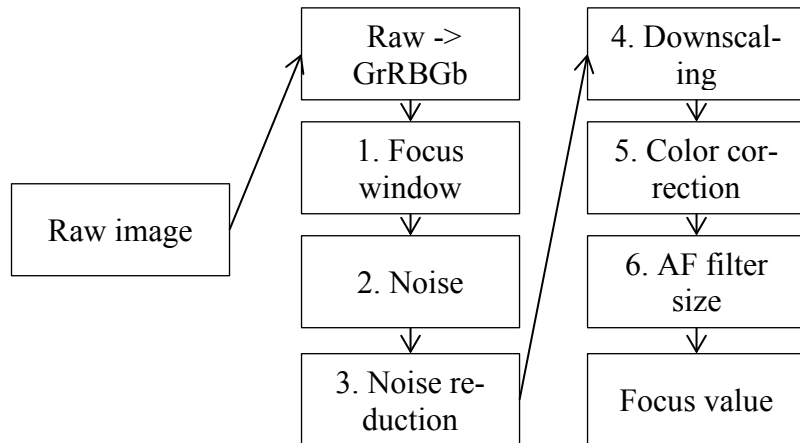 Raw image
Raw ->
GrRBGb
1. Focus
window
2. Noise
3. Noise re-
duction
4. Downscal-
ing
5. Color cor-
rection
6. AF filter
size
Focus value